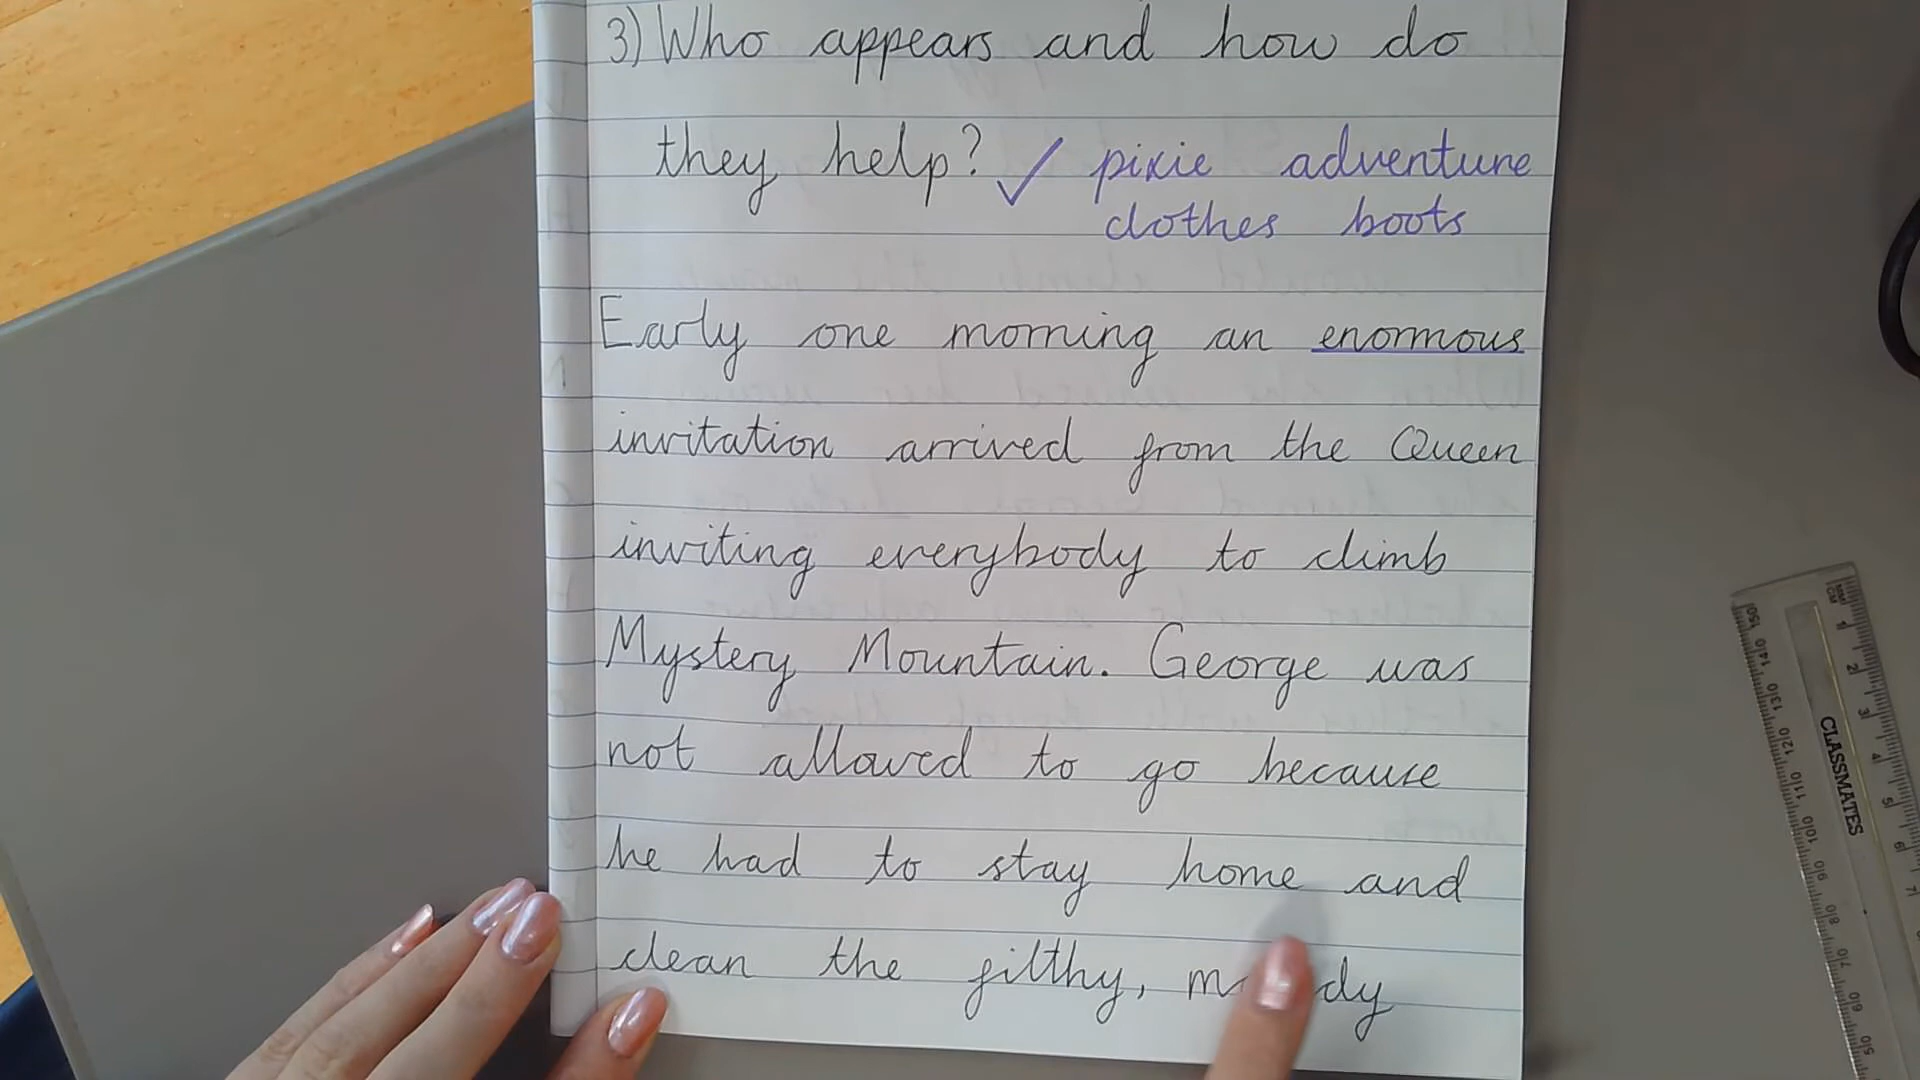 3) Who appears and how do
they help? ✓ pixie adventure
clothes boots
Early one morning an enormous
invitation arrived from the Queen
inviting everybody to climb
Mystery Mountain. George was
not allowed to go because
he had to stay home and
clean the filthy,
CLASSMATES